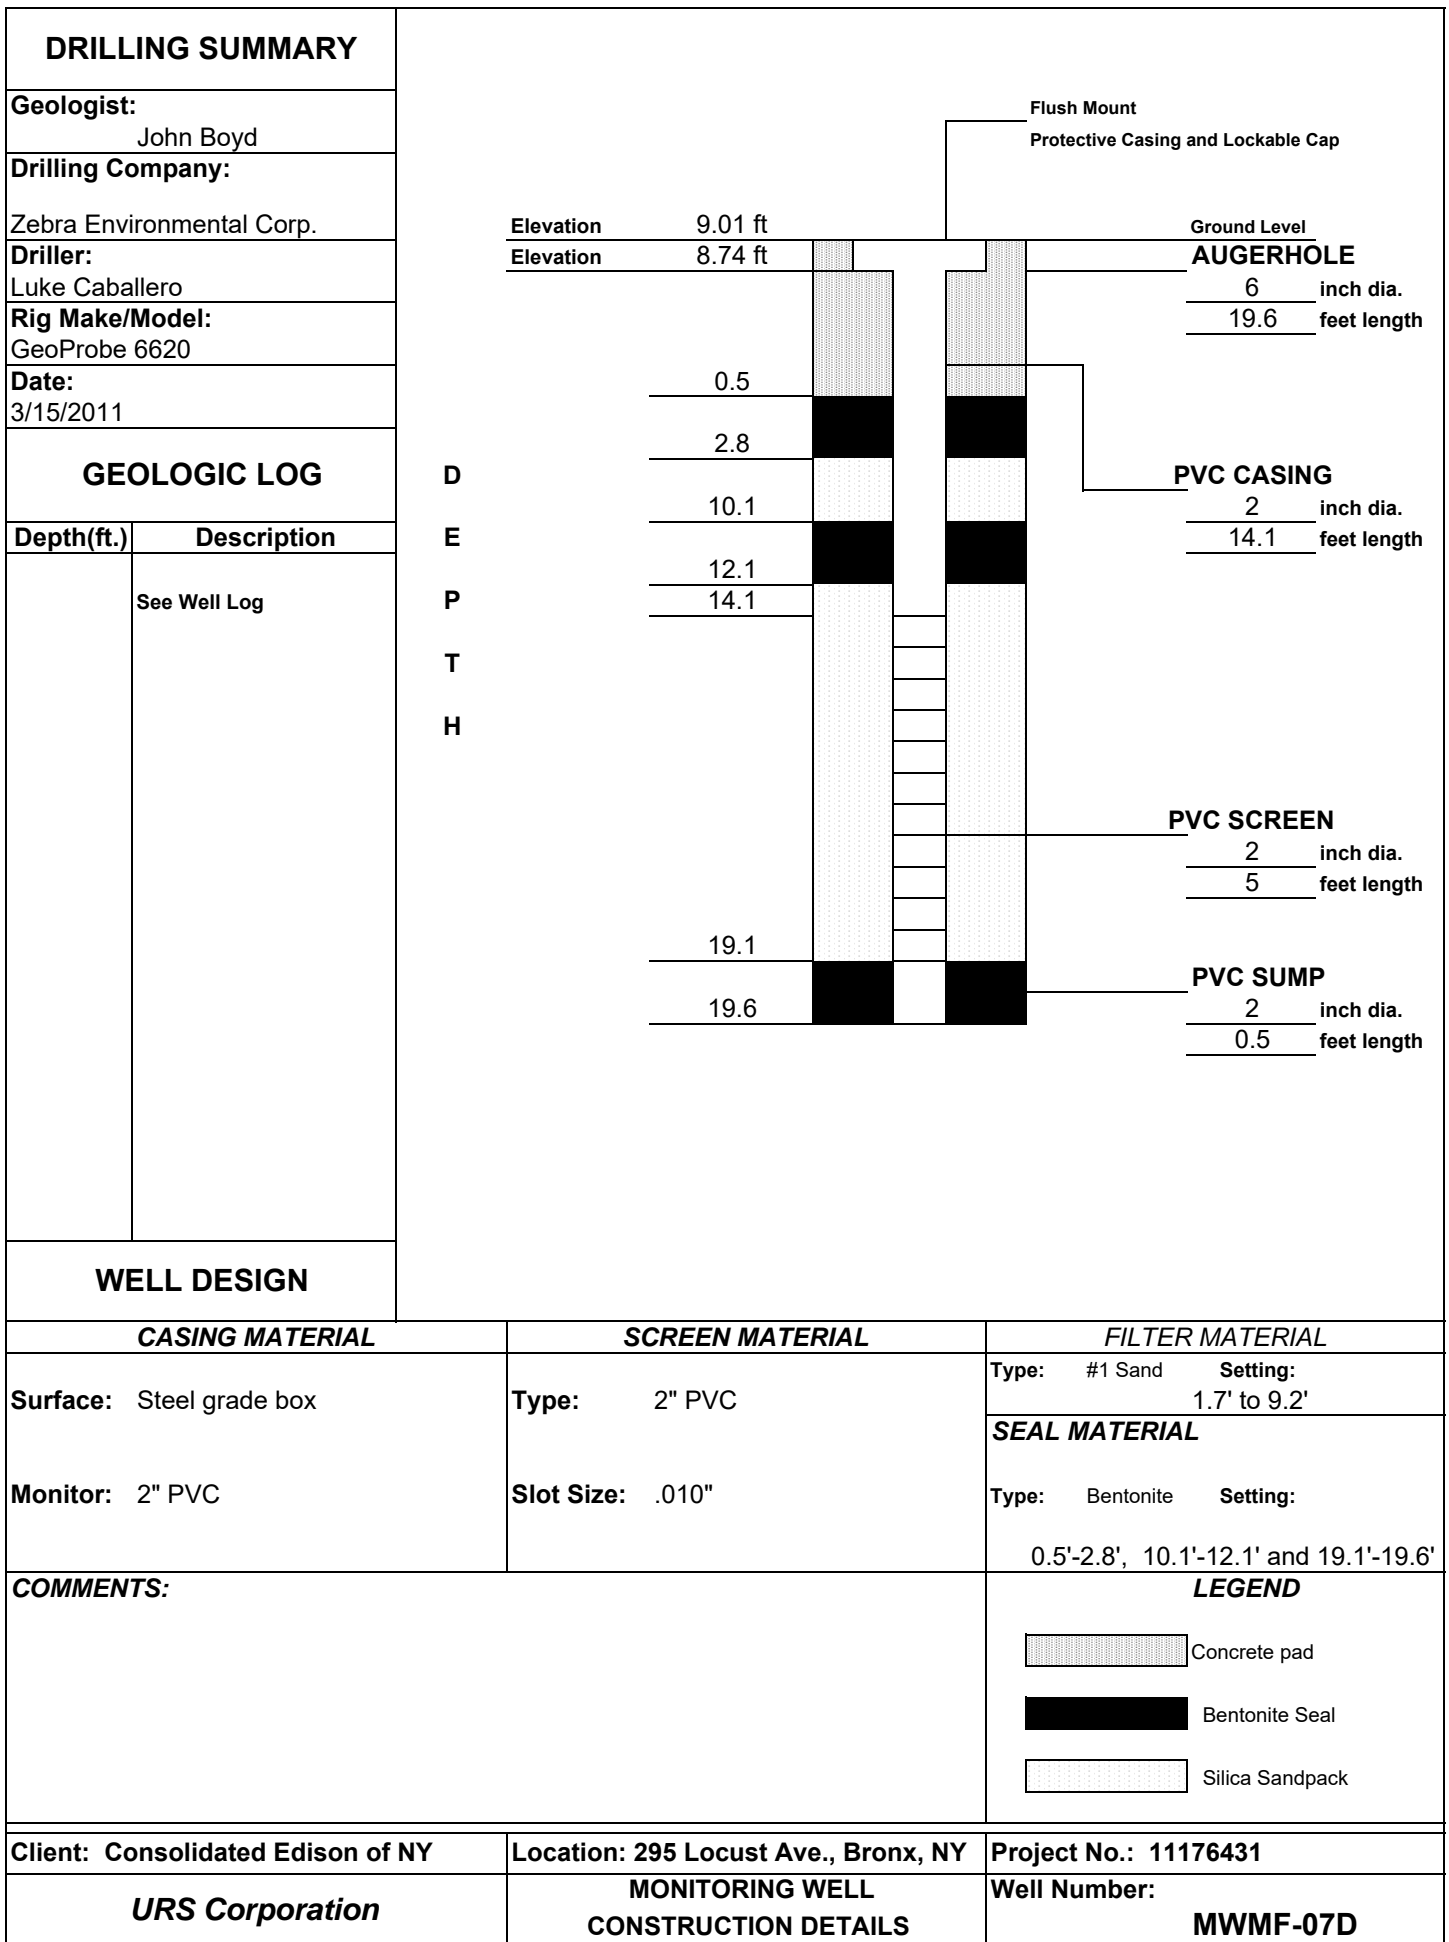 DRILLING SUMMARY
Geologist:
John Boyd
Drilling Company:
Zebra Environmental Corp.
Driller:
Luke Caballero
Rig Make/Model:
GeoProbe 6620
Date:
3/15/2011
GEOLOGIC LOG
Depth(ft.) Description
See Well Log
WELL DESIGN
Flush Mount
Protective Casing and Lockable Cap
Elevation 9.01 ft
Elevation 8.74 ft
Ground Level
AUGERHOLE
6 inch dia.
19.6 feet length
0.5
2.8
10.1
12.1
14.1
19.1
19.6
D
E
P
T
H
PVC CASING
2 inch dia.
14.1 feet length
PVC SCREEN
2 inch dia.
5 feet length
PVC SUMP
2 inch dia.
0.5 feet length
CASING MATERIAL
Surface: Steel grade box
Monitor: 2" PVC
SCREEN MATERIAL
Type: 2" PVC
Slot Size: .010"
FILTER MATERIAL
Type: #1 Sand Setting:
1.7' to 9.2'
SEAL MATERIAL
Type: Bentonite Setting:
0.5'-2.8', 10.1'-12.1' and 19.1'-19.6'
COMMENTS:
LEGEND
Concrete pad
Bentonite Seal
Silica Sandpack
Client: Consolidated Edison of NY
Location: 295 Locust Ave., Bronx, NY
Project No.: 11176431
URS Corporation
MONITORING WELL
CONSTRUCTION DETAILS
Well Number:
MWMF-07D